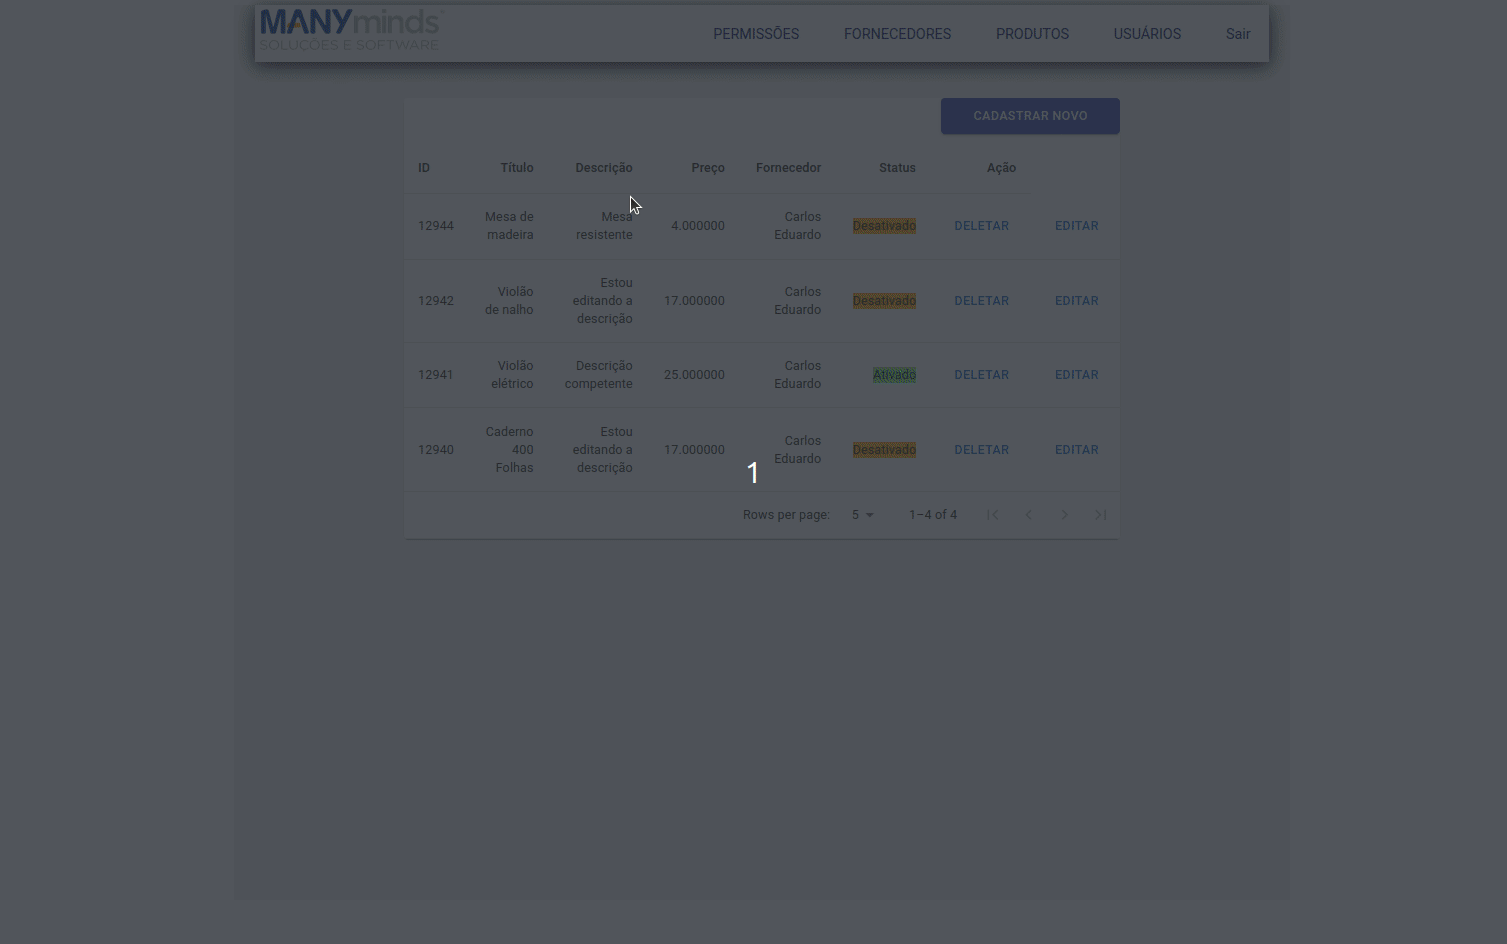 MANYminds
SOLUÇÕES E SOFTWARE
PERMISSÕES FORNECEDORES PRODUTOS USUÁRIOS Sair
CADASTRAR NOVO
ID Título Descrição Preço Fornecedor Status Ação
12944 Mesa de madeira Mesa resistente 4.000000 Carlos Eduardo Desativado DELETAR EDITAR
12942 Violão de nalho Estou editando a descrição 17.000000 Carlos Eduardo Desativado DELETAR EDITAR
12941 Violão elétrico Descrição competente 25.000000 Carlos Eduardo Ativado DELETAR EDITAR
12940 Caderno 400 Folhas Estou editando a descrição 17.000000 Carlos Eduardo Desativado DELETAR EDITAR
1
Rows per page: 5 1–4 of 4